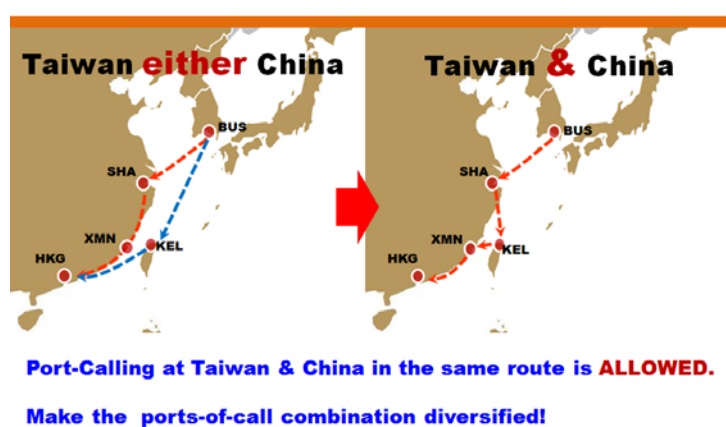 Taiwan either China
BUS
SHA
XMN
KEL
HKG
Taiwan & China
BUS
SHA
XMN
KEL
HKG
Port-Calling at Taiwan & China in the same route is ALLOWED.
Make the ports-of-call combination diversified!